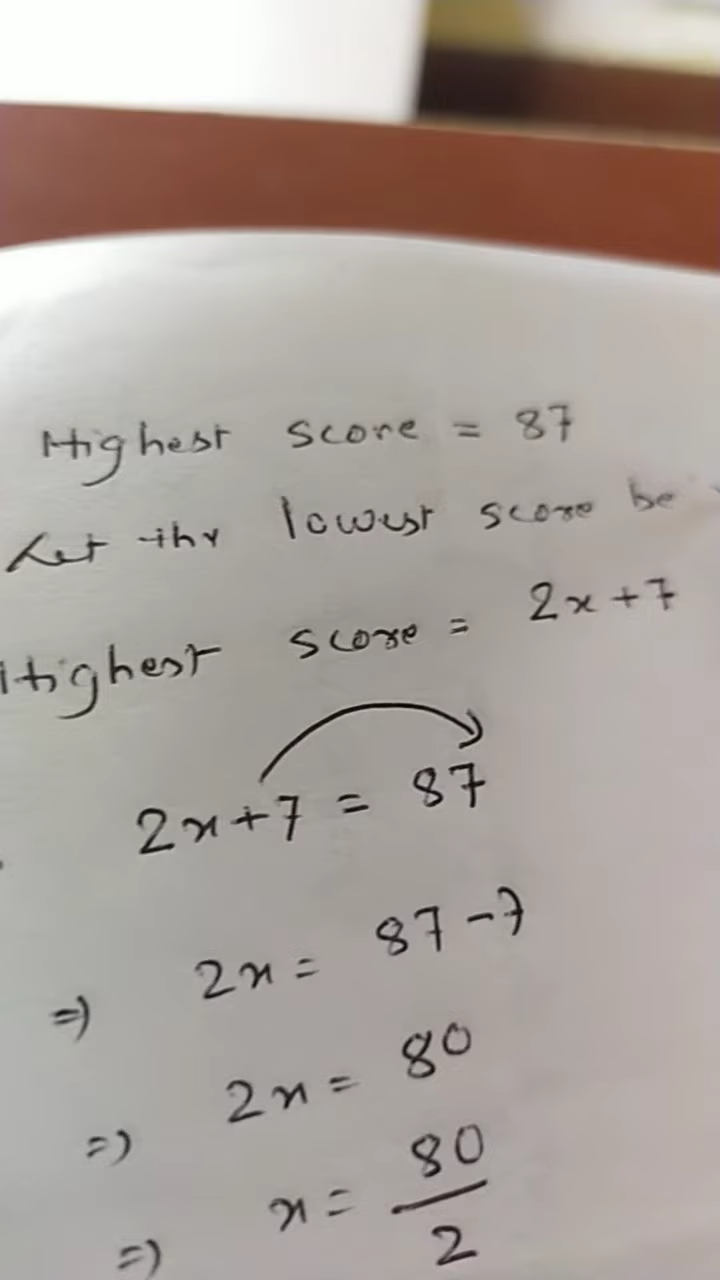 Highest score = 87
Let thr lowest score be
Highest score = 2x+7
2x+7 = 87
=) 2x = 87-7
=) 2x = 80
=) x = 80/2